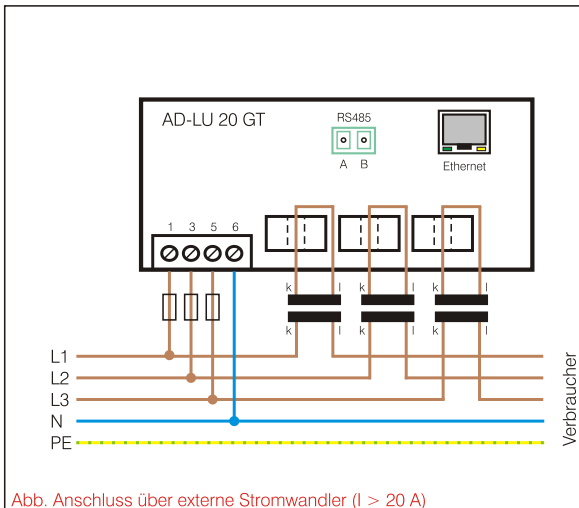 AD-LU 20 GT
RS485
A B
Ethernet
1 3 5 6
k l k l k l
k l k l k l
L1
L2
L3
N
PE
Verbraucher
Abb. Anschluss über externe Stromwandler (I > 20 A)